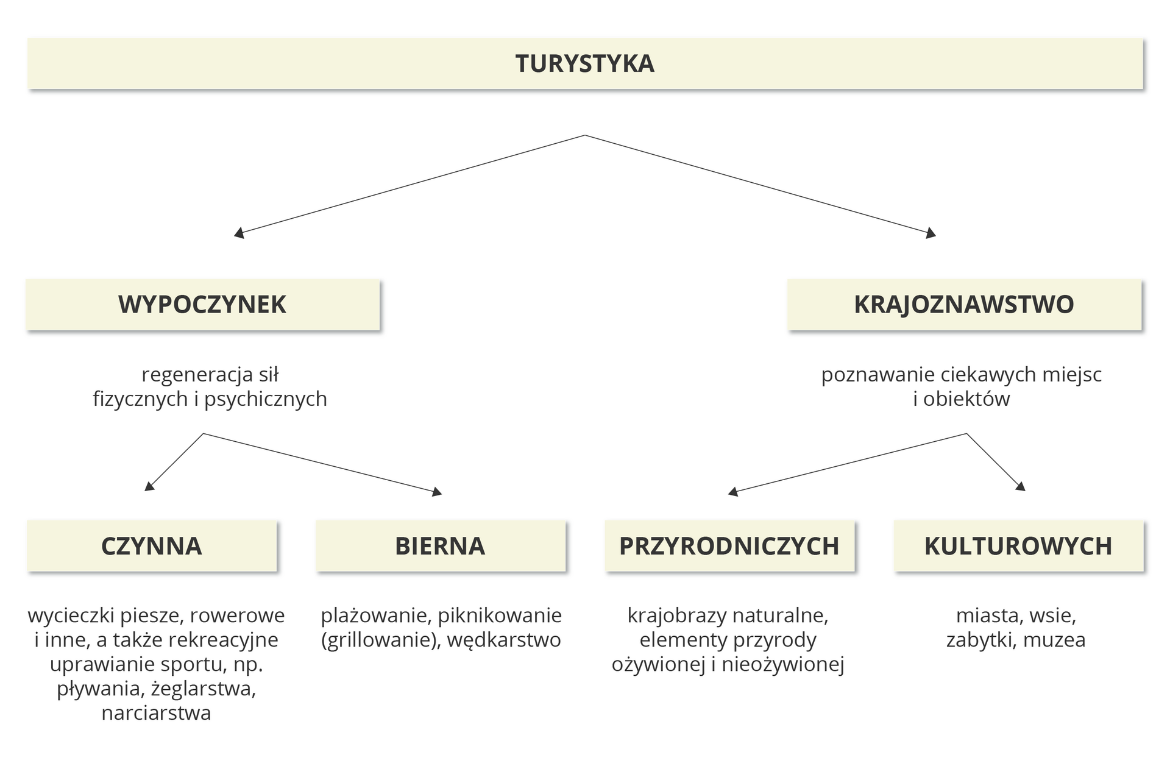 TURYSTYKA
WYPOCZYNEK
regeneracja sił
fizycznych i psychicznych
KRAJOZNAWSTWO
poznawanie ciekawych miejsc
i obiektów
CZYNNA
wycieczki piesze, rowerowe
i inne, a także rekreacyjne
uprawianie sportu, np.
pływania, żeglarstwa,
narciarstwa
BIERNA
plażowanie, piknikowanie
(grillowanie), wędkarstwo
PRZYRODNICZYCH
krajobrazy naturalne,
elementy przyrody
ożywionej i nieożywionej
KULTUROWYCH
miasta, wsie,
zabytki, muzea